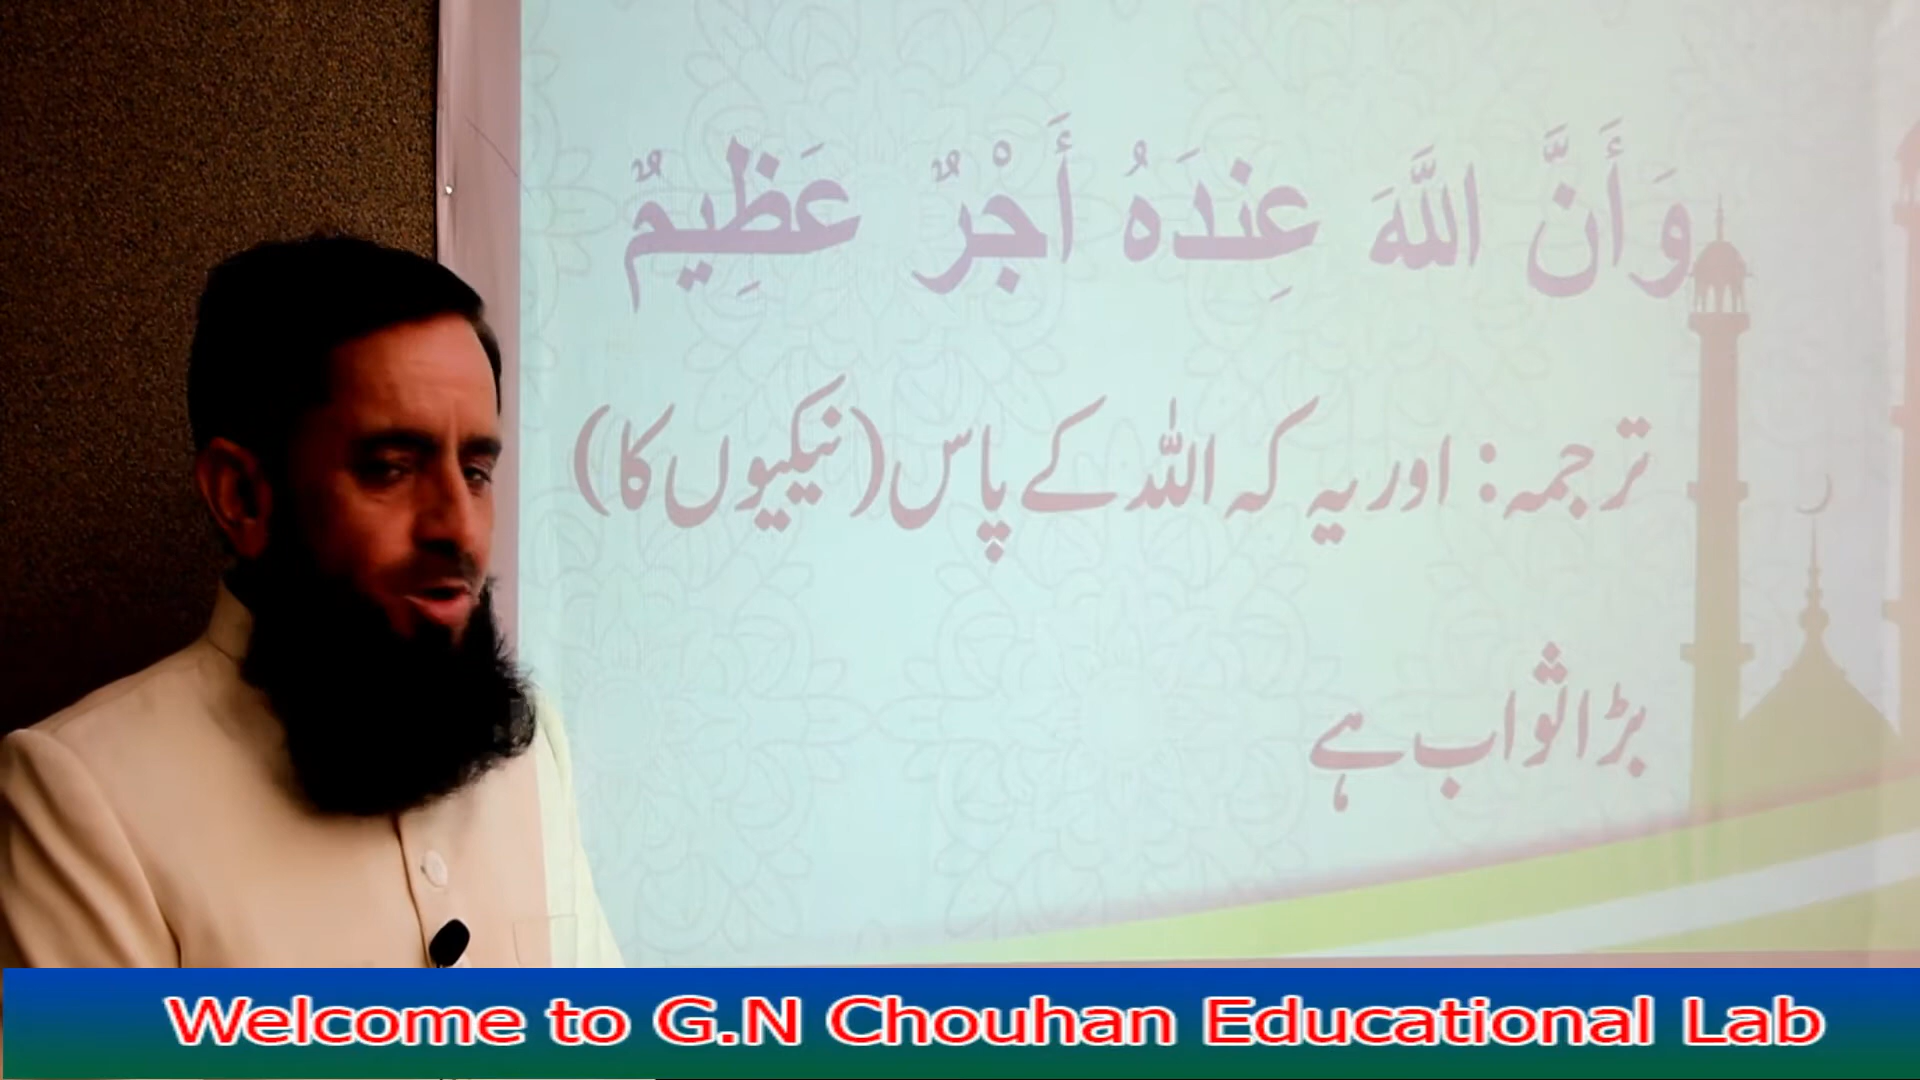 وَأَنَّ اللَّهَ عِندَهُ أَجْرٌ عَظِيمٌ
ترجمہ: اور یہ کہ اللہ کے پاس (نیکیوں کا)
بڑا ثواب ہے
Welcome to G.N Chouhan Educational Lab